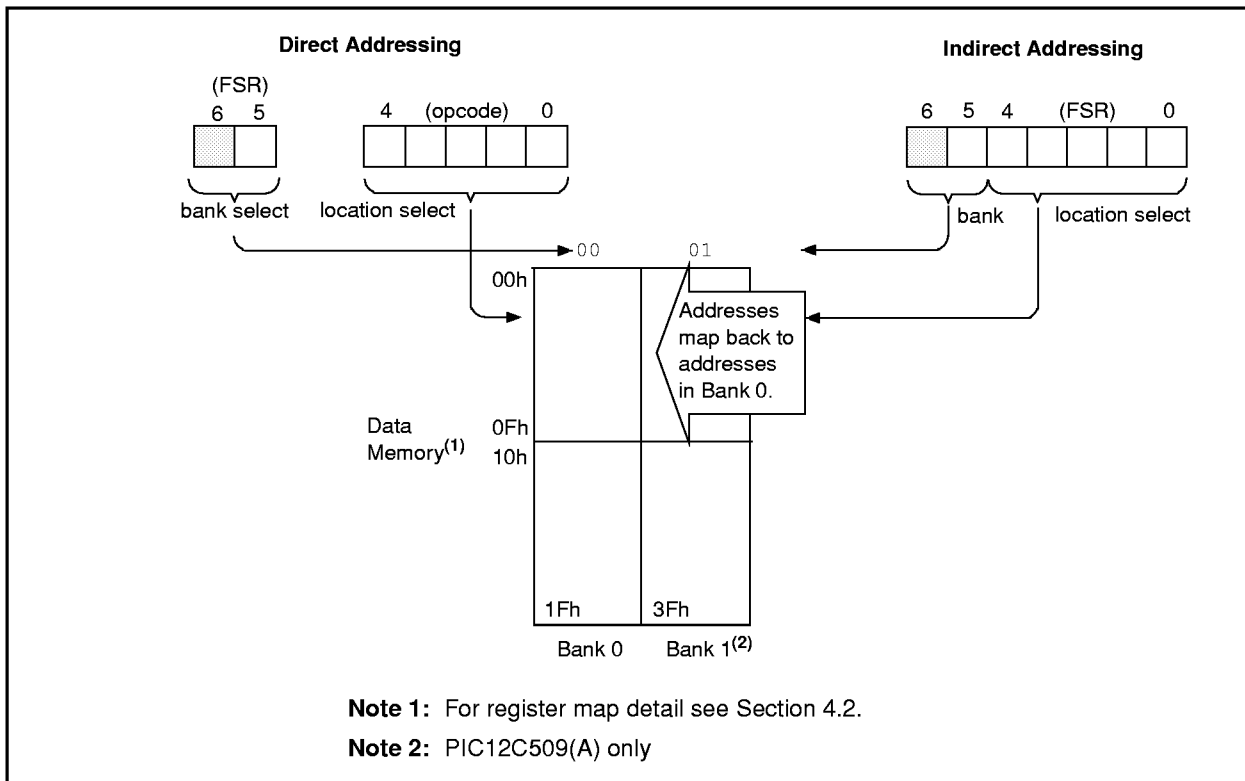 Direct Addressing
Indirect Addressing
(FSR)
6 5
4 (opcode) 0
6 5 4 (FSR) 0
bank select
location select
bank
location select
00
01
00h
Addresses
map back to
addresses
in Bank 0.
Data
Memory(1)
0Fh
10h
1Fh
3Fh
Bank 0
Bank 1(2)
Note 1: For register map detail see Section 4.2.
Note 2: PIC12C509(A) only